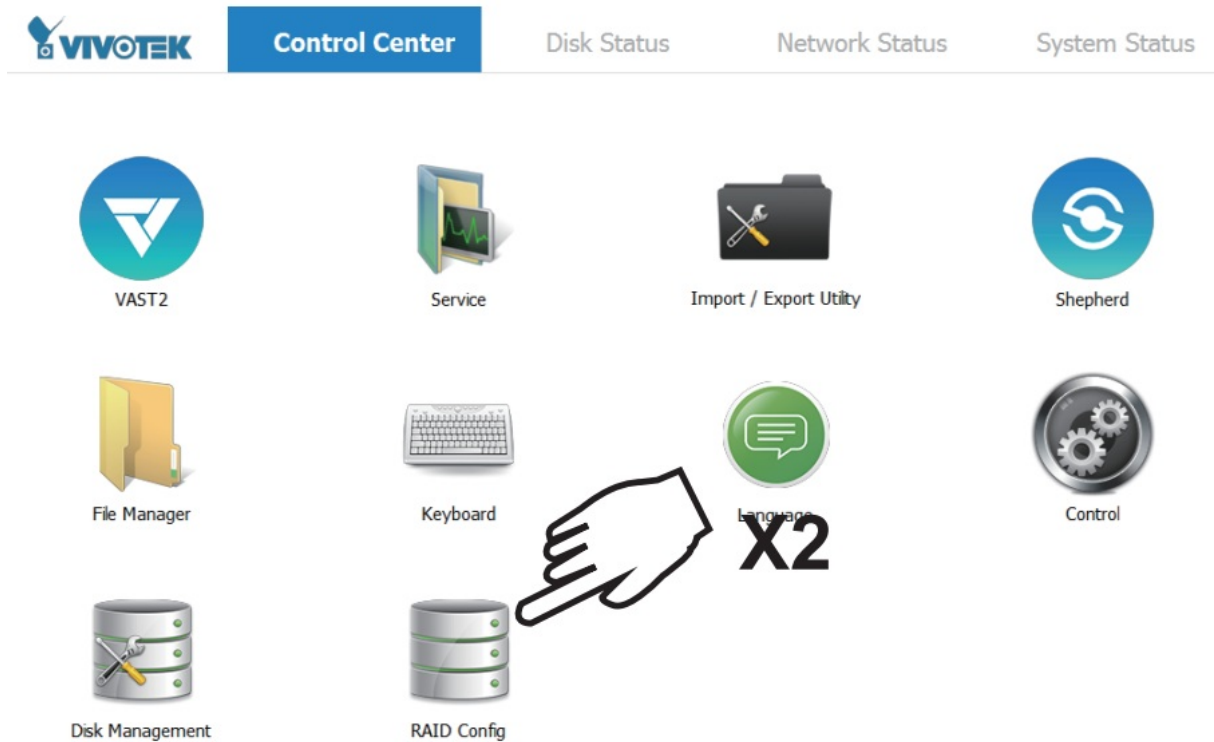 VIVOTEK Control Center Disk Status Network Status System Status
VAST2 Service Import / Export Utility Shepherd
File Manager Keyboard Language Control
X2
Disk Management RAID Config